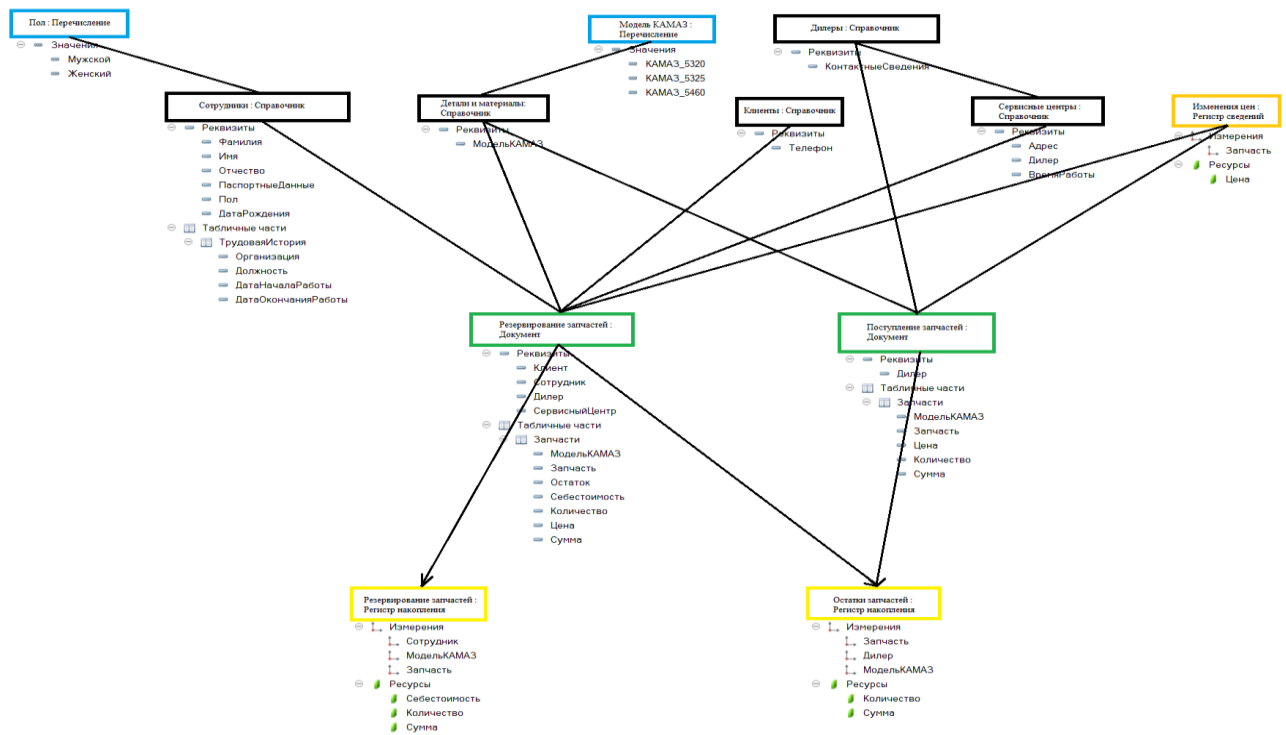 Пол : Перечисление
Значения
Мужской
Женский
Модель КАМАЗ :
Перечисление
Значения
КАМАЗ_5320
КАМАЗ_5325
КАМАЗ_5460
Дилеры : Справочник
Реквизиты
КонтактныеСведения
Сотрудники : Справочник
Реквизиты
Фамилия
Имя
Отчество
ПаспортныеДанные
Пол
ДатаРождения
Табличные части
ТрудоваяИстория
Организация
Должность
ДатаНачалаРаботы
ДатаОкончанияРаботы
Детали и материалы:
Справочник
Реквизиты
МодельКАМАЗ
Клиенты : Справочник
Реквизиты
Телефон
Сервисные центры :
Справочник
Реквизиты
Адрес
Дилер
ВремяРаботы
Изменения цен :
Регистр сведений
Измерения
Запчасть
Ресурсы
Цена
Резервирование запчастей :
Документ
Реквизиты
Клиент
Сотрудник
Дилер
СервисныйЦентр
Табличные части
Запчасти
МодельКАМАЗ
Запчасть
Остаток
Себестоимость
Количество
Цена
Сумма
Поступление запчастей :
Документ
Реквизиты
Дилер
Табличные части
Запчасти
МодельКАМАЗ
Запчасть
Цена
Количество
Сумма
Резервирование запчастей :
Регистр накопления
Измерения
Сотрудник
МодельКАМАЗ
Запчасть
Ресурсы
Себестоимость
Количество
Сумма
Остатки запчастей :
Регистр накопления
Измерения
Запчасть
Дилер
МодельКАМАЗ
Ресурсы
Количество
Сумма